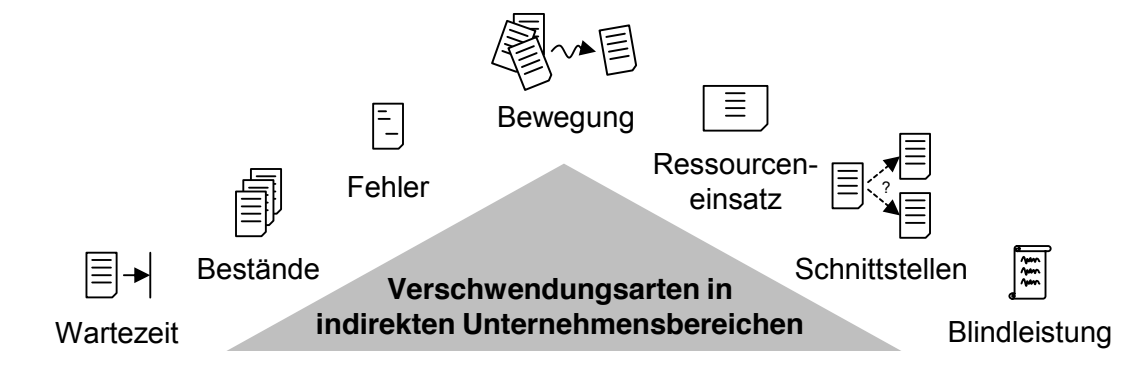 Bewegung
Ressourcen-
einsatz
Fehler
?
Bestände
Schnittstellen
Wartezeit
Blindleistung
Verschwendungsarten in
indirekten Unternehmensbereichen